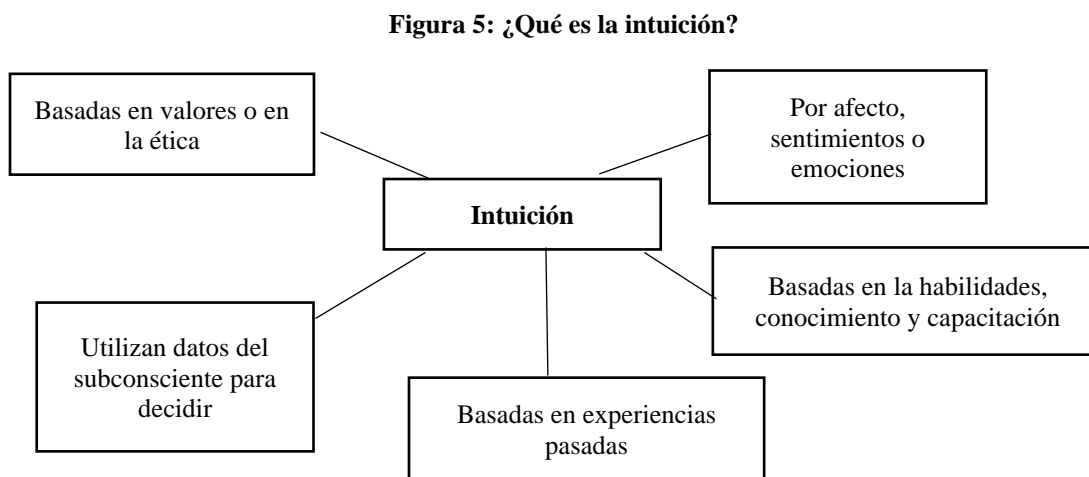 Figura 5: ¿Qué es la intuición?
Basadas en valores o en
la ética
Por afecto,
sentimientos o
emociones
Intuición
Basadas en la habilidades,
conocimiento y capacitación
Utilizan datos del
subconsciente para
decidir
Basadas en experiencias
pasadas